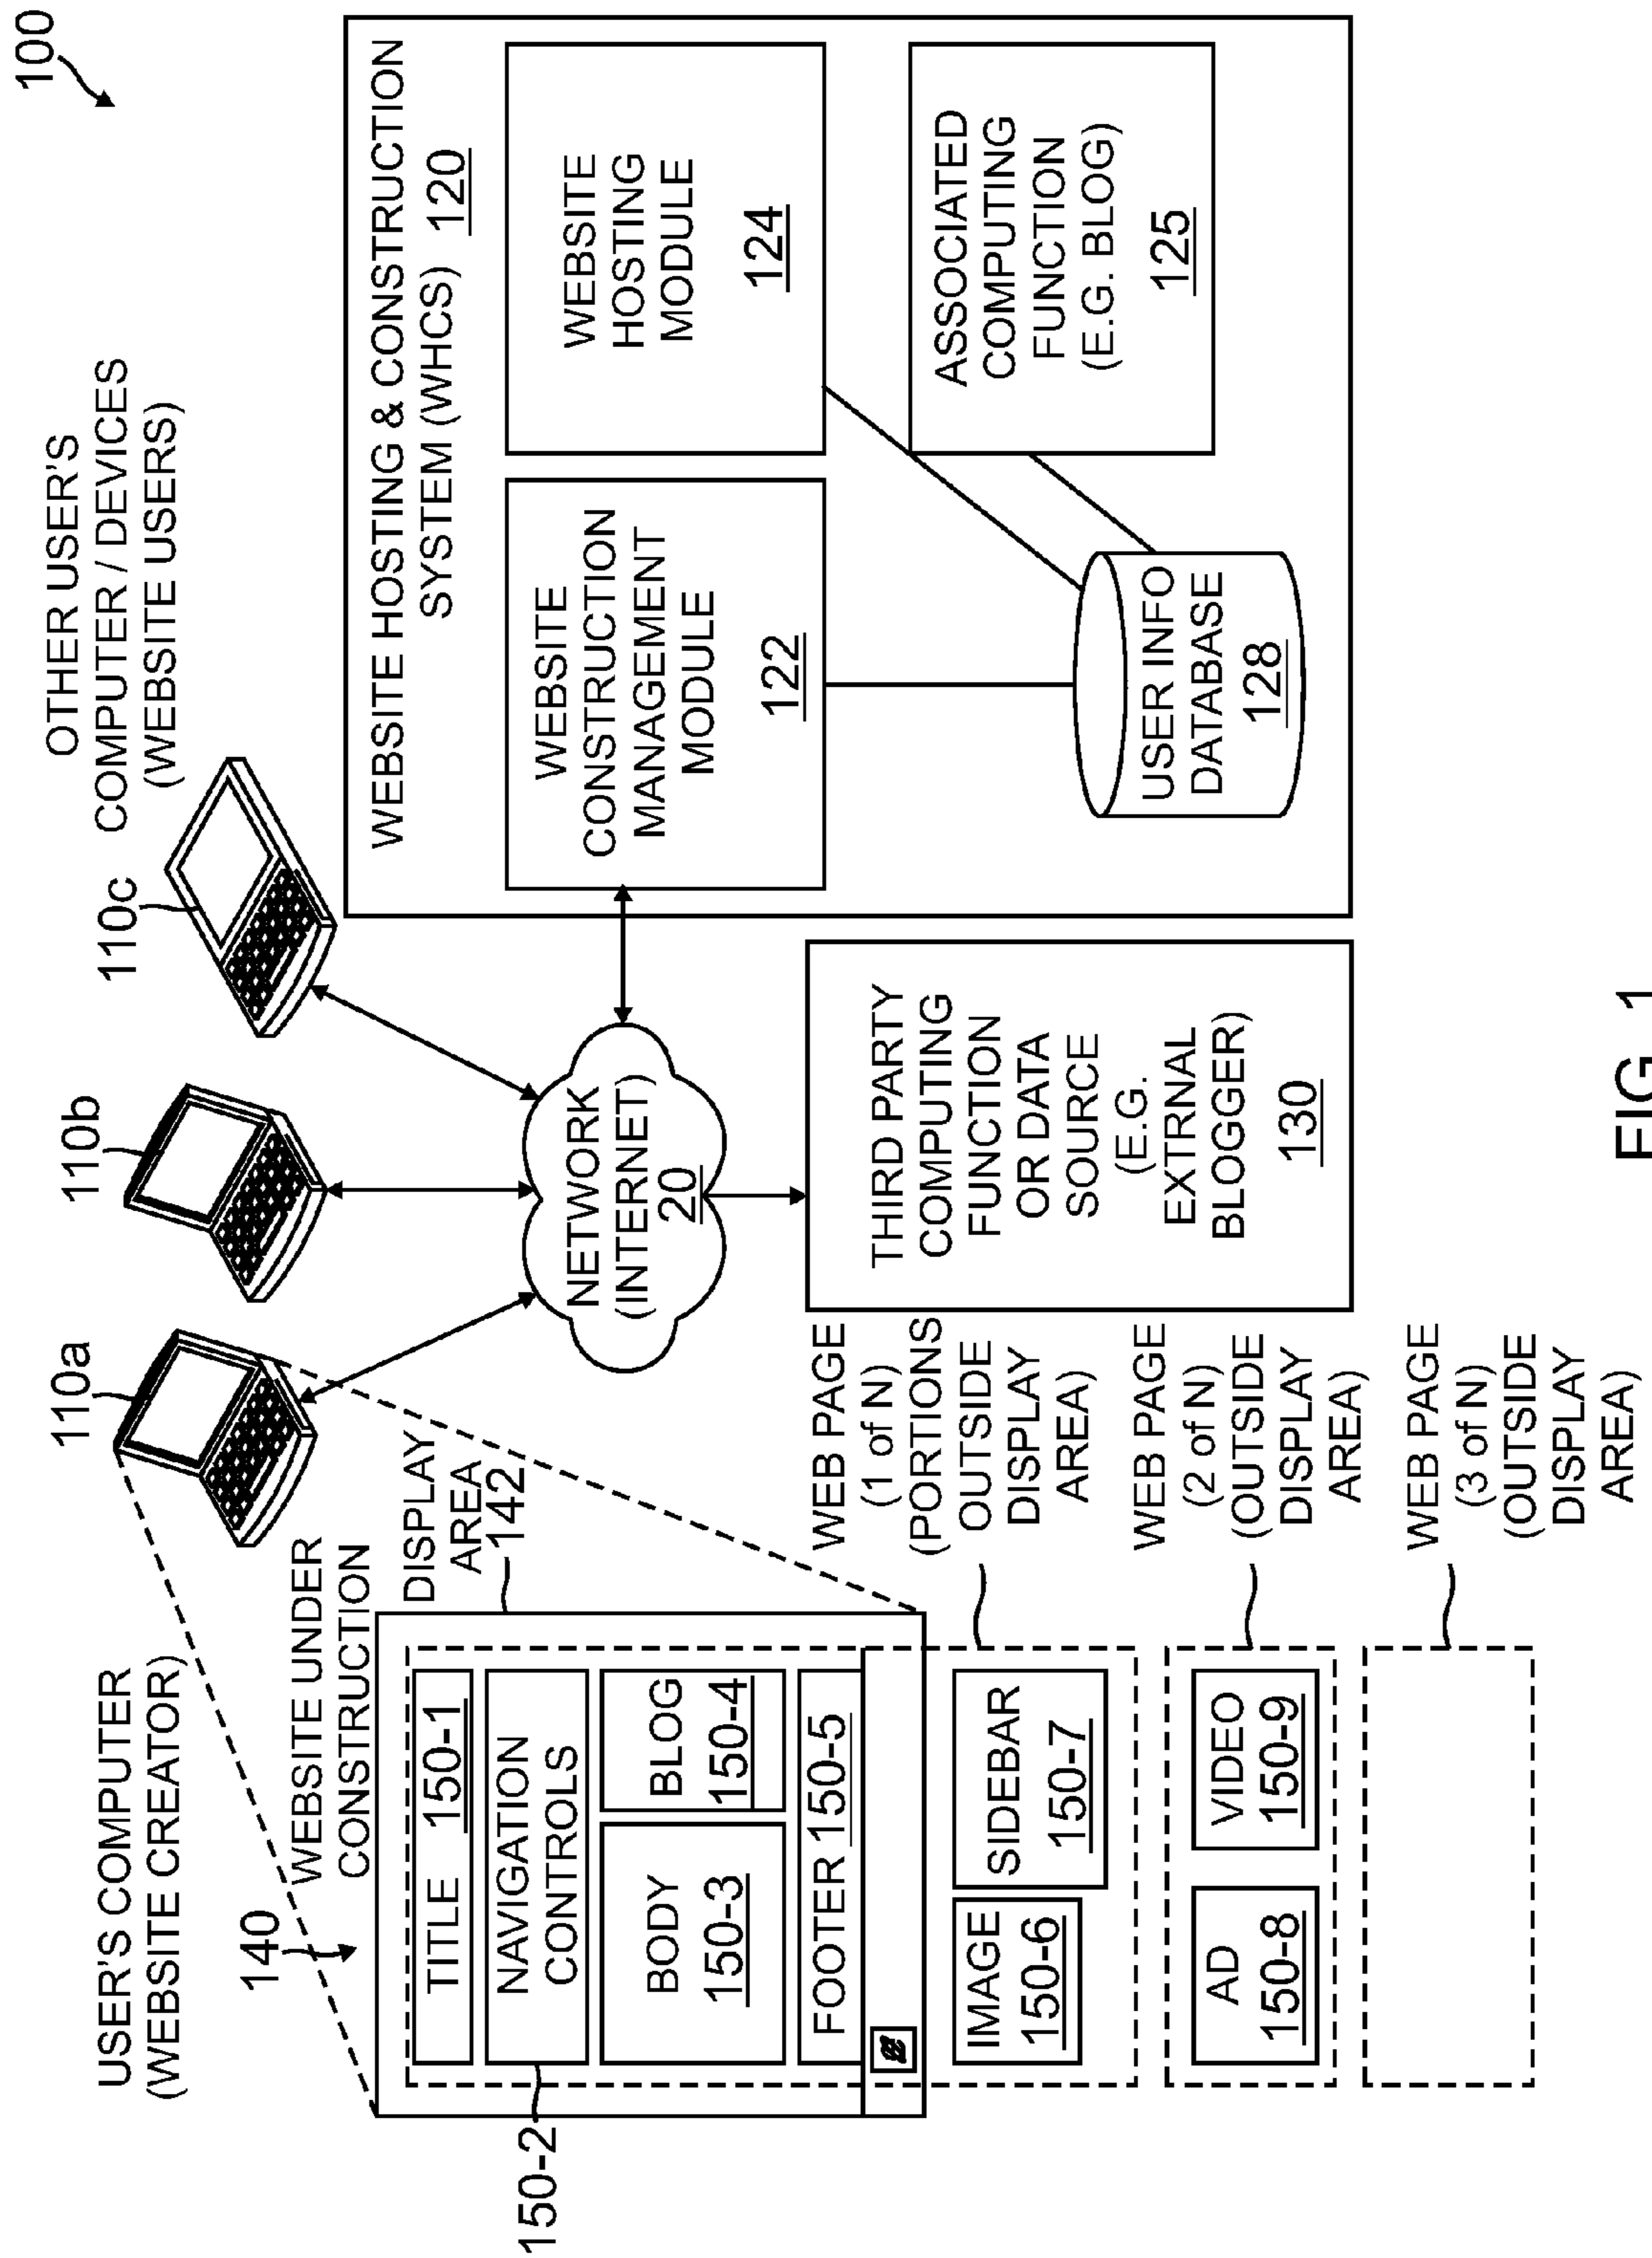 100
OTHER USER'S
COMPUTER / DEVICES
(WEBSITE USERS)
110c
110b
110a
USER'S COMPUTER
(WEBSITE CREATOR)
WEBSITE HOSTING & CONSTRUCTION
SYSTEM (WHCS) 120
WEBSITE
CONSTRUCTION
MANAGEMENT
MODULE
122
WEBSITE
HOSTING
MODULE
124
ASSOCIATED
COMPUTING
FUNCTION
(E.G. BLOG)
125
USER INFO
DATABASE
128
NETWORK
(INTERNET)
20
THIRD PARTY
COMPUTING
FUNCTION
OR DATA
SOURCE
(E.G.
EXTRNAL
BLOGGER)
130
140
WEBSITE UNDER
CONSTRUCTION
DISPLAY
AREA
142
TITLE 150-1
NAVIGATION
CONTROLS
150-2
BODY
150-3
BLOG
150-4
FOOTER 150-5
IMAGE
150-6
SIDEBAR
150-7
AD
150-8
VIDEO
150-9
WEB PAGE
(1 of N)
(PORTIONS
OUTSIDE
DISPLAY
AREA)
WEB PAGE
(2 of N)
(OUTSIDE
DISPLAY
AREA)
WEB PAGE
(3 of N)
(OUTSIDE
DISPLAY
AREA)
FIG. 1